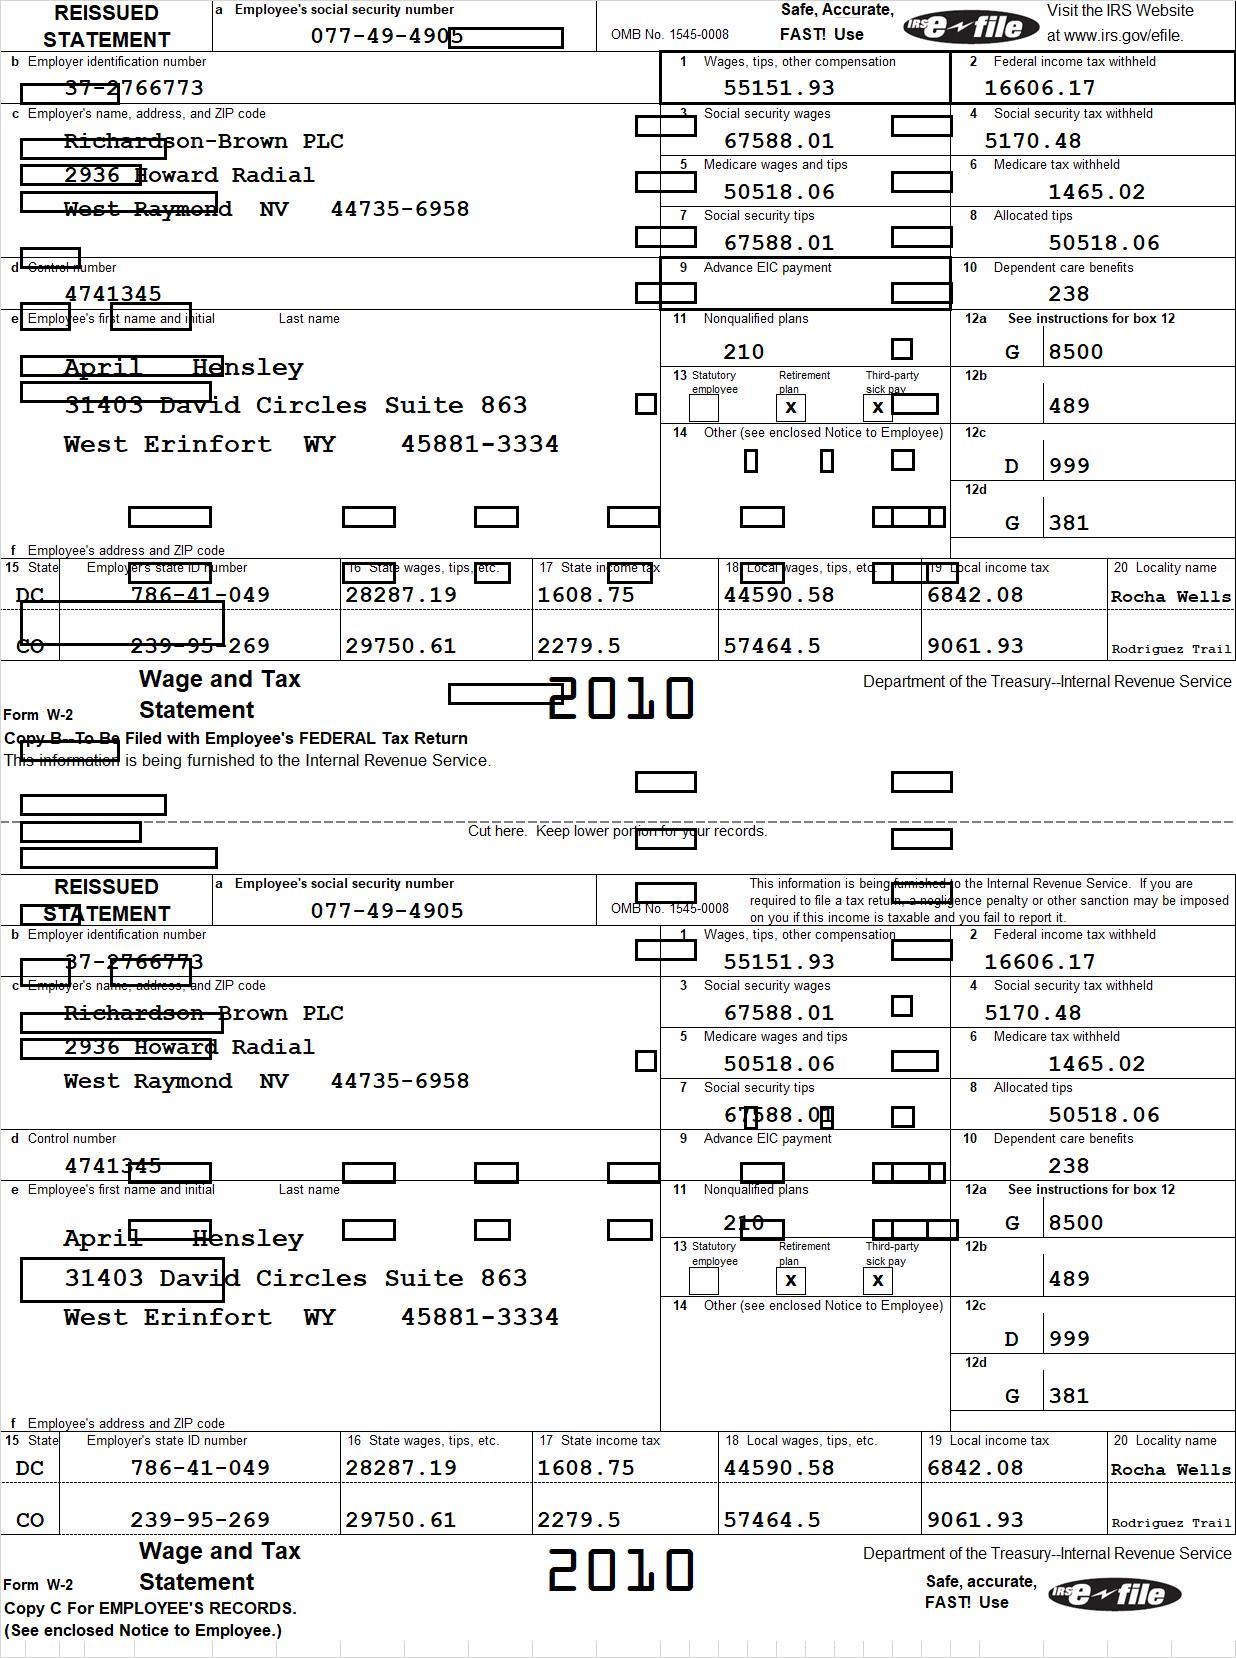 REISSUED STATEMENT
a Employee's social security number
077-49-4905
OMB No. 1545-0008
Safe, Accurate, FAST! Use
IRS e-file
Visit the IRS Website at www.irs.gov/efile.
b Employer identification number
37-2766773
1 Wages, tips, other compensation
55151.93
2 Federal income tax withheld
16606.17
c Employer's name, address, and ZIP code
Richardson-Brown PLC
2936 Howard Radial
West Raymond NV 44735-6958
3 Social security wages
67588.01
4 Social security tax withheld
5170.48
5 Medicare wages and tips
50518.06
6 Medicare tax withheld
1465.02
7 Social security tips
67588.01
8 Allocated tips
50518.06
d Control number
4741345
9 Advance EIC payment
10 Dependent care benefits
238
e Employee's first name and initial Last name
April Hensley
31403 David Circles Suite 863
West Erinfort WY 45881-3334
11 Nonqualified plans
210
12a See instructions for box 12
G 8500
13 Statutory employee Retirement plan Third-party sick pay
X X
12b
489
14 Other (see enclosed Notice to Employee)
12c
D 999
12d
G 381
f Employee's address and ZIP code
15 State Employer's state ID number 16 State wages, tips, etc. 17 State income tax 18 Local wages, tips, etc. 19 Local income tax 20 Locality name
DC 786-41-049 28287.19 1608.75 44590.58 6842.08 Rocha Wells
CO 239-95-269 29750.61 2279.5 57464.5 9061.93 Rodriguez Trail
Form W-2 Wage and Tax Statement
2010
Department of the Treasury--Internal Revenue Service
Copy B--To Be Filed with Employee's FEDERAL Tax Return
This information is being furnished to the Internal Revenue Service.
Cut here. Keep lower portion for your records.
REISSUED STATEMENT
a Employee's social security number
077-49-4905
OMB No. 1545-0008
This information is being furnished to the Internal Revenue Service. If you are
required to file a tax return, a negligence penalty or other sanction may be imposed
on you if this income is taxable and you fail to report it.
b Employer identification number
37-2766773
1 Wages, tips, other compensation
55151.93
2 Federal income tax withheld
16606.17
c Employer's name, address, and ZIP code
Richardson Brown PLC
2936 Howard Radial
West Raymond NV 44735-6958
3 Social security wages
67588.01
4 Social security tax withheld
5170.48
5 Medicare wages and tips
50518.06
6 Medicare tax withheld
1465.02
7 Social security tips
67588.01
8 Allocated tips
50518.06
d Control number
4741345
9 Advance EIC payment
10 Dependent care benefits
238
e Employee's first name and initial Last name
April Hensley
31403 David Circles Suite 863
West Erinfort WY 45881-3334
11 Nonqualified plans
210
12a See instructions for box 12
G 8500
13 Statutory employee Retirement plan Third-party sick pay
X X
12b
489
14 Other (see enclosed Notice to Employee)
12c
D 999
12d
G 381
f Employee's address and ZIP code
15 State Employer's state ID number 16 State wages, tips, etc. 17 State income tax 18 Local wages, tips, etc. 19 Local income tax 20 Locality name
DC 786-41-049 28287.19 1608.75 44590.58 6842.08 Rocha Wells
CO 239-95-269 29750.61 2279.5 57464.5 9061.93 Rodriguez Trail
Form W-2 Wage and Tax Statement
2010
Department of the Treasury--Internal Revenue Service
Safe, accurate, FAST! Use
IRS e-file
Copy C For EMPLOYEE'S RECORDS.
(See enclosed Notice to Employee.)